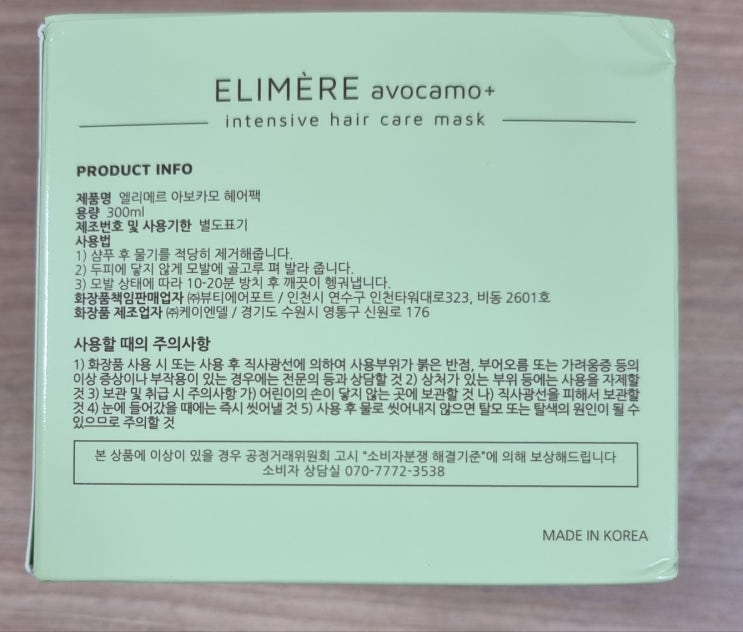 ELIMÈRE avocamo+
intensive hair care mask
PRODUCT INFO
제품명 엘리메르 아보카모 헤어팩
용량 300ml
제조번호 및 사용기한 별도표기
사용법
1) 샴푸 후 물기를 적당히 제거해줍니다.
2) 두피에 닿지 않게 모발에 골고루 펴 발라 줍니다.
3) 모발 상태에 따라 10-20분 방치 후 깨끗이 헹궈냅니다.
화장품책임판매업자 ㈜뷰티에어포트 / 인천시 연수구 인천타워대로323, 비동 2601호
화장품 제조업자 ㈜케이엔델 / 경기도 수원시 영통구 신원로 176
사용할 때의 주의사항
1) 화장품 사용 시 또는 사용 후 직사광선에 의하여 사용부위가 붉은 반점, 부어오름 또는 가려움증 등의
이상 증상이나 부작용이 있는 경우에는 전문의 등과 상담할 것 2) 상처가 있는 부위 등에는 사용을 자제할
것 3) 보관 및 취급 시 주의사항 가) 어린이의 손이 닿지 않는 곳에 보관할 것 나) 직사광선을 피해서 보관할
것 4) 눈에 들어갔을 때에는 즉시 씻어낼 것 5) 사용 후 물로 씻어내지 않으면 탈모 또는 탈색의 원인이 될 수
있으므로 주의할 것
본 상품에 이상이 있을 경우 공정거래위원회 고시 "소비자분쟁 해결기준"에 의해 보상해드립니다
소비자 상담실 070-7772-3538
MADE IN KOREA